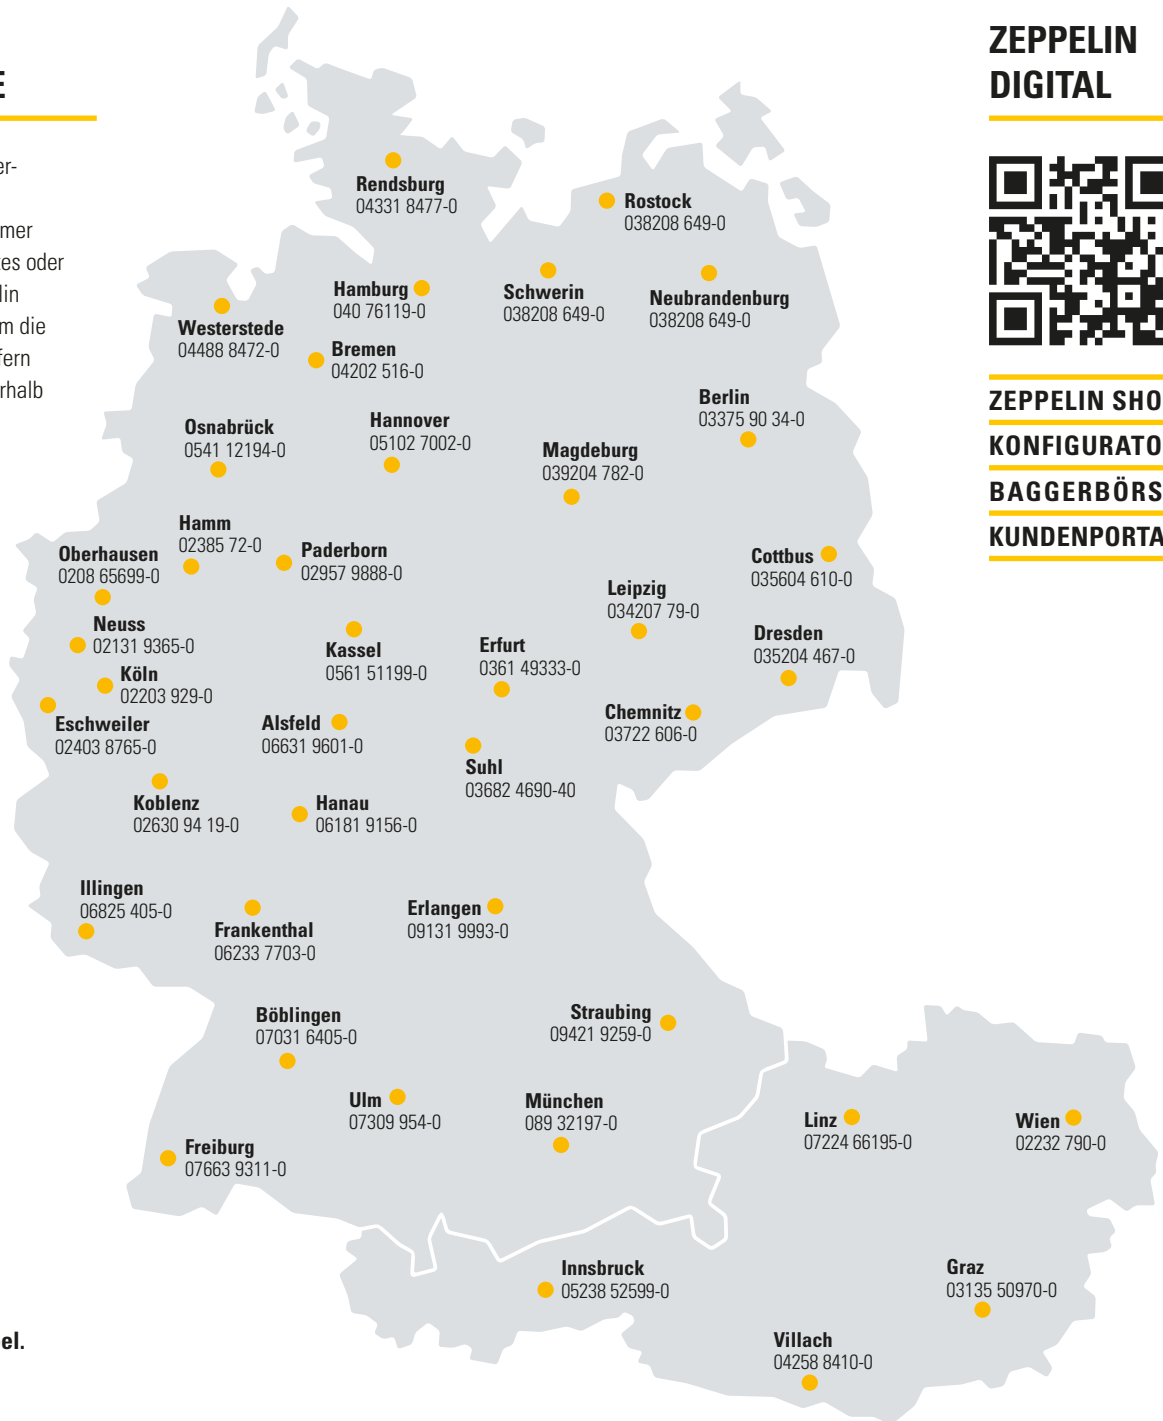 E
er-
mer
tes oder
lin
m die
fern
rhalb
el.
Rendsburg
04331 8477-0
Rostock
038208 649-0
Hamburg
040 76119-0
Schwerin
038208 649-0
Neubrandenburg
038208 649-0
Westerstede
04488 8472-0
Bremen
04202 516-0
Berlin
03375 90 34-0
Osnabrück
0541 12194-0
Hannover
05102 7002-0
Magdeburg
039204 782-0
Hamm
02385 72-0
Oberhausen
0208 65699-0
Paderborn
02957 9888-0
Cottbus
035604 610-0
Leipzig
034207 79-0
Neuss
02131 9365-0
Kassel
0561 51199-0
Erfurt
0361 49333-0
Dresden
035204 467-0
Köln
02203 929-0
Eschweiler
02403 8765-0
Alsfeld
06631 9601-0
Chemnitz
03722 606-0
Suhl
03682 4690-40
Koblenz
02630 94 19-0
Hanau
06181 9156-0
Illingen
06825 405-0
Frankenthal
06233 7703-0
Erlangen
09131 9993-0
Böblingen
07031 6405-0
Straubing
09421 9259-0
Ulm
07309 954-0
München
089 32197-0
Linz
07224 66195-0
Wien
02232 790-0
Freiburg
07663 9311-0
Innsbruck
05238 52599-0
Graz
03135 50970-0
Villach
04258 8410-0
ZEPPELIN
DIGITAL
ZEPPELIN SHO
KONFIGURATO
BAGGERBÖRS
KUNDENPORTA